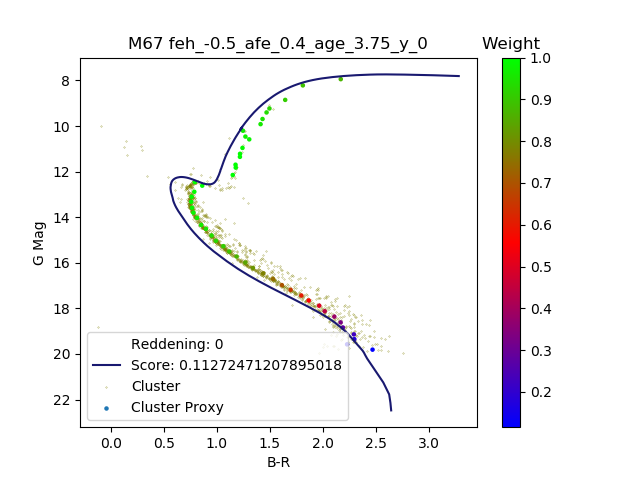 M67 feh_-0.5_afe_0.4_age_3.75_y_0
Weight
8
10
12
14
16
18
20
22
G Mag
0.0 0.5 1.0 1.5 2.0 2.5 3.0
B-R
Reddening: 0
Score: 0.11272471207895018
Cluster
Cluster Proxy
1.0
0.9
0.8
0.7
0.6
0.5
0.4
0.3
0.2